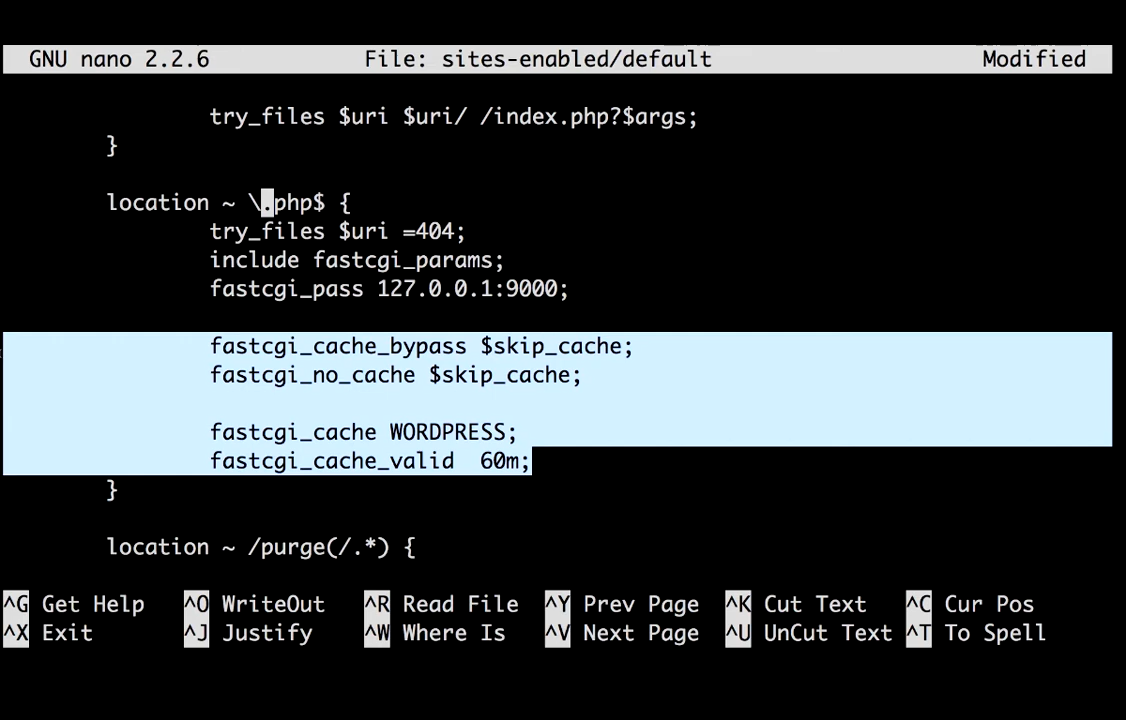 GNU nano 2.2.6 File: sites-enabled/default Modified
try_files $uri $uri/ /index.php?$args;
}
location ~ \.php$ {
try_files $uri =404;
include fastcgi_params;
fastcgi_pass 127.0.0.1:9000;
fastcgi_cache_bypass $skip_cache;
fastcgi_no_cache $skip_cache;
fastcgi_cache WORDPRESS;
fastcgi_cache_valid  60m;
}
location ~ /purge(/.*) {
^G Get Help ^O WriteOut ^R Read File ^Y Prev Page ^K Cut Text ^C Cur Pos
^X Exit ^J Justify ^W Where Is ^V Next Page ^U UnCut Text ^T To Spell